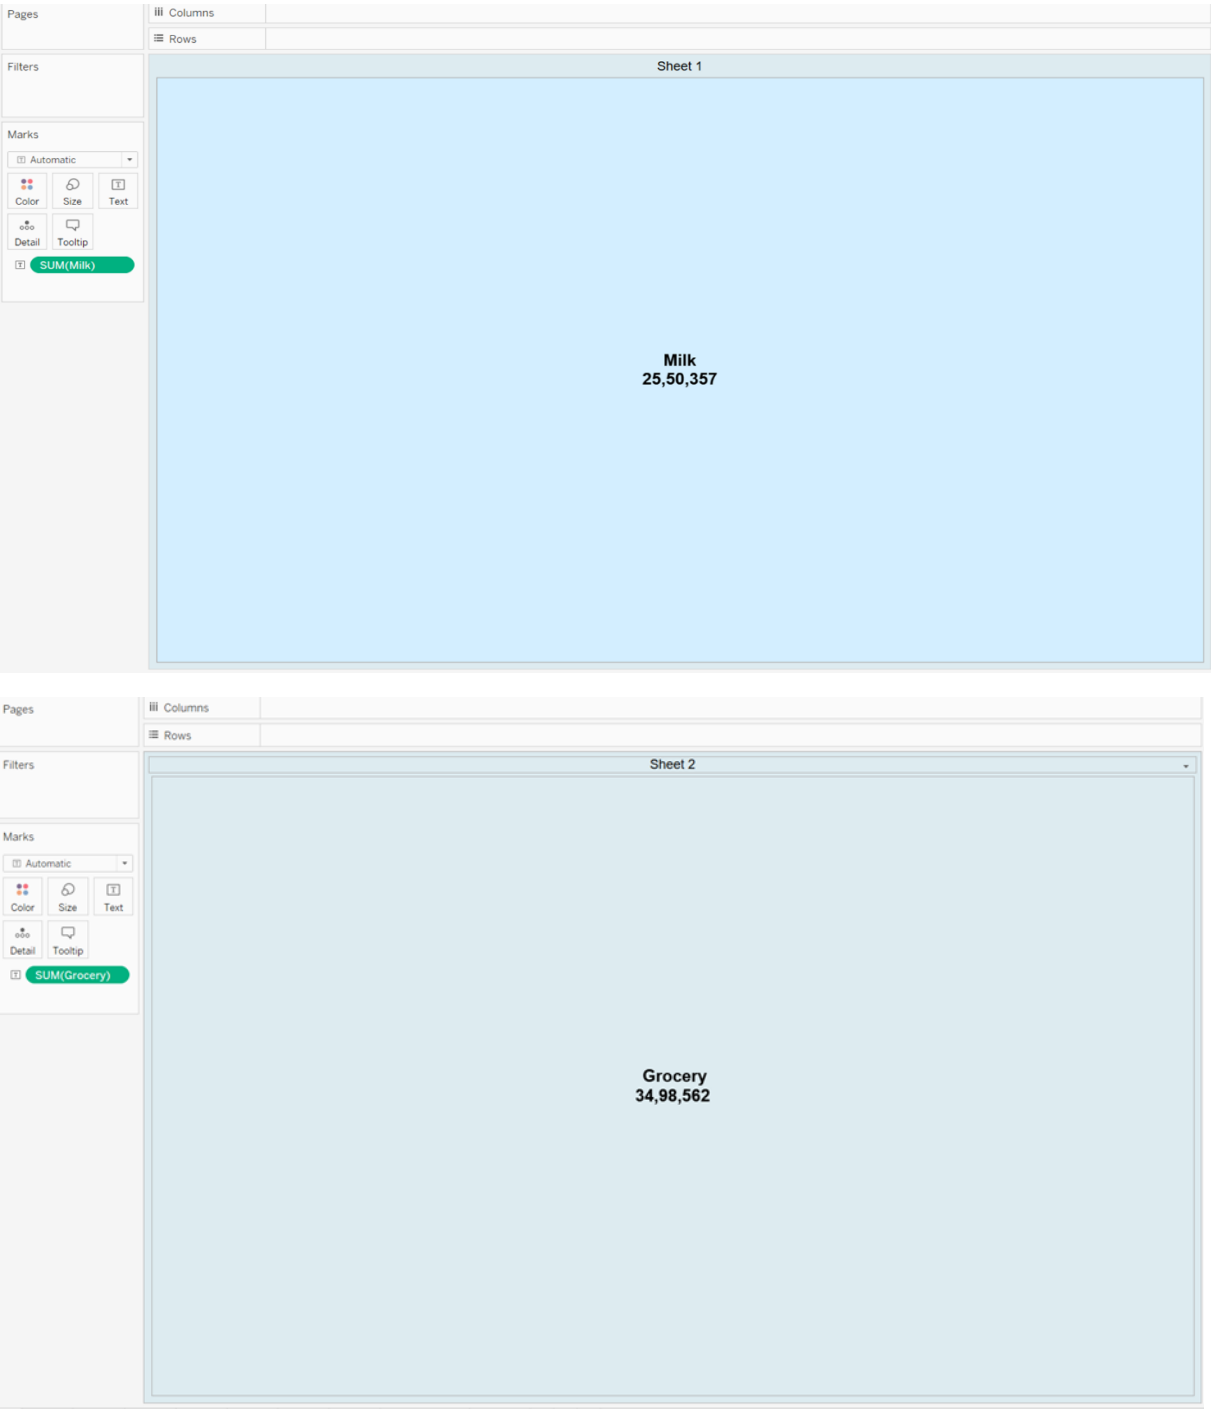 Pages
Columns
Rows
Filters
Sheet 1
Marks
Automatic
Color Size Text
Detail Tooltip
SUM(Milk)
Milk
25,50,357
Pages
Columns
Rows
Filters
Sheet 2
Marks
Automatic
Color Size Text
Detail Tooltip
SUM(Grocery)
Grocery
34,98,562